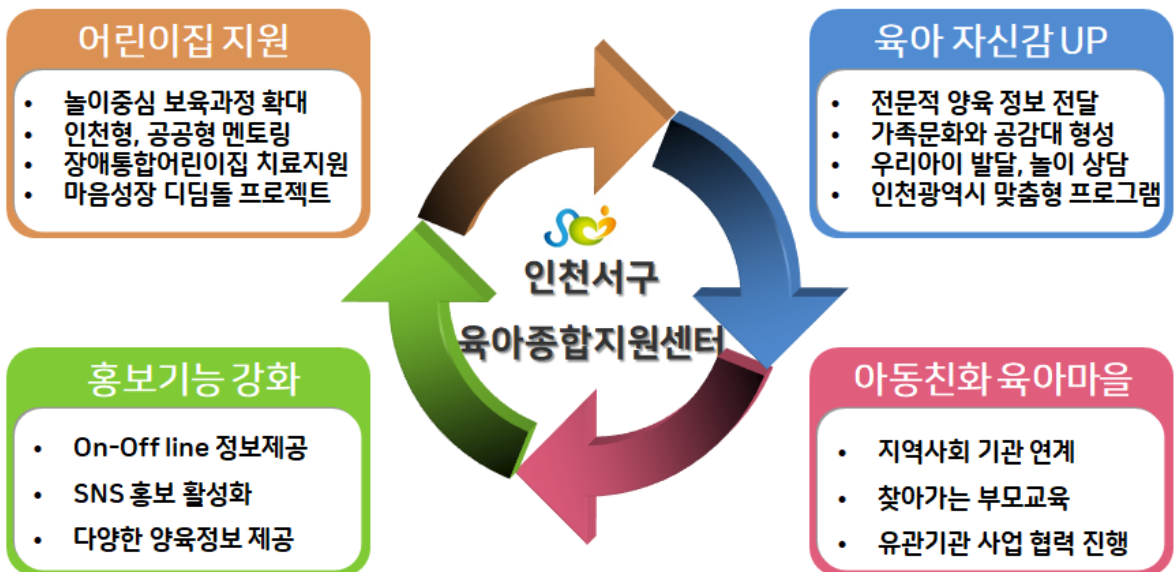 어린이집 지원
• 놀이중심 보육과정 확대
• 인천형, 공공형 멘토링
• 장애통합어린이집 치료지원
• 마음성장 디딤돌 프로젝트
육아 자신감 UP
• 전문적 양육 정보 전달
• 가족문화와 공감대 형성
• 우리아이 발달, 놀이 상담
• 인천광역시 맞춤형 프로그램
인천서구
육아종합지원센터
홍보기능 강화
• On-Off line 정보제공
• SNS 홍보 활성화
• 다양한 양육정보 제공
아동친화 육아마을
• 지역사회 기관 연계
• 찾아가는 부모교육
• 유관기관 사업 협력 진행